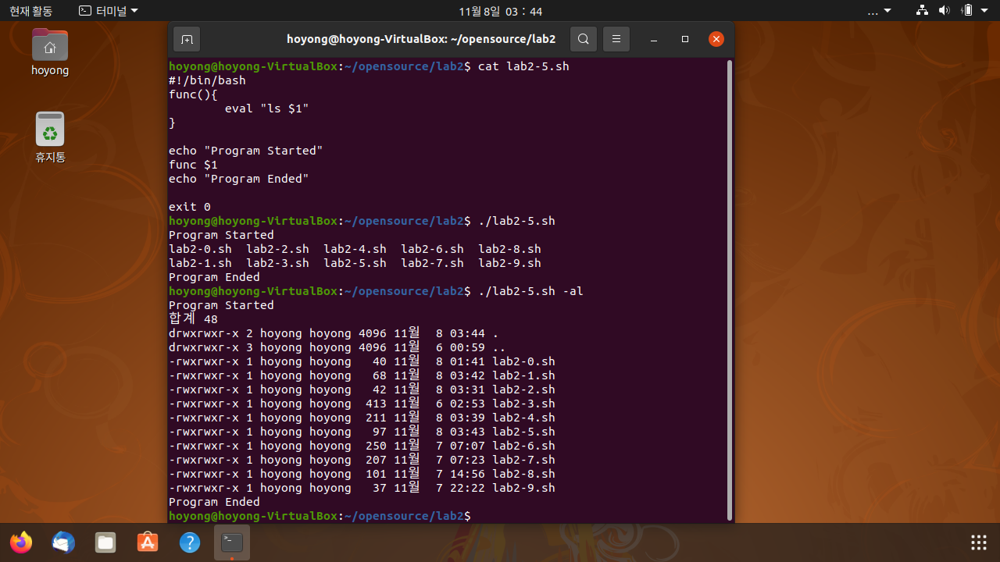 현재 활동 터미널 11월 8일 03 : 44 ...
hoyong@hoyong-VirtualBox: ~/opensource/lab2
hoyong
휴지통
hoyong@hoyong-VirtualBox:~/opensource/lab2$ cat lab2-5.sh
#!/bin/bash
func(){
        eval "ls $1"
}
echo "Program Started"
func $1
echo "Program Ended"
exit 0
hoyong@hoyong-VirtualBox:~/opensource/lab2$ ./lab2-5.sh
Program Started
lab2-0.sh  lab2-2.sh  lab2-4.sh  lab2-6.sh  lab2-8.sh
lab2-1.sh  lab2-3.sh  lab2-5.sh  lab2-7.sh  lab2-9.sh
Program Ended
hoyong@hoyong-VirtualBox:~/opensource/lab2$ ./lab2-5.sh -al
Program Started
합계 48
drwxrwxr-x 2 hoyong hoyong 4096 11월  8 03:44 .
drwxrwxr-x 3 hoyong hoyong 4096 11월  6 00:59 ..
-rwxrwxr-x 1 hoyong hoyong   40 11월  8 01:41 lab2-0.sh
-rwxrwxr-x 1 hoyong hoyong   68 11월  8 03:42 lab2-1.sh
-rwxrwxr-x 1 hoyong hoyong   42 11월  8 03:31 lab2-2.sh
-rwxrwxr-x 1 hoyong hoyong  413 11월  6 02:53 lab2-3.sh
-rwxrwxr-x 1 hoyong hoyong  211 11월  8 03:39 lab2-4.sh
-rwxrwxr-x 1 hoyong hoyong   97 11월  8 03:43 lab2-5.sh
-rwxrwxr-x 1 hoyong hoyong  250 11월  7 07:07 lab2-6.sh
-rwxrwxr-x 1 hoyong hoyong  207 11월  7 07:23 lab2-7.sh
-rwxrwxr-x 1 hoyong hoyong  101 11월  7 14:56 lab2-8.sh
-rwxrwxr-x 1 hoyong hoyong   37 11월  7 22:22 lab2-9.sh
Program Ended
hoyong@hoyong-VirtualBox:~/opensource/lab2$